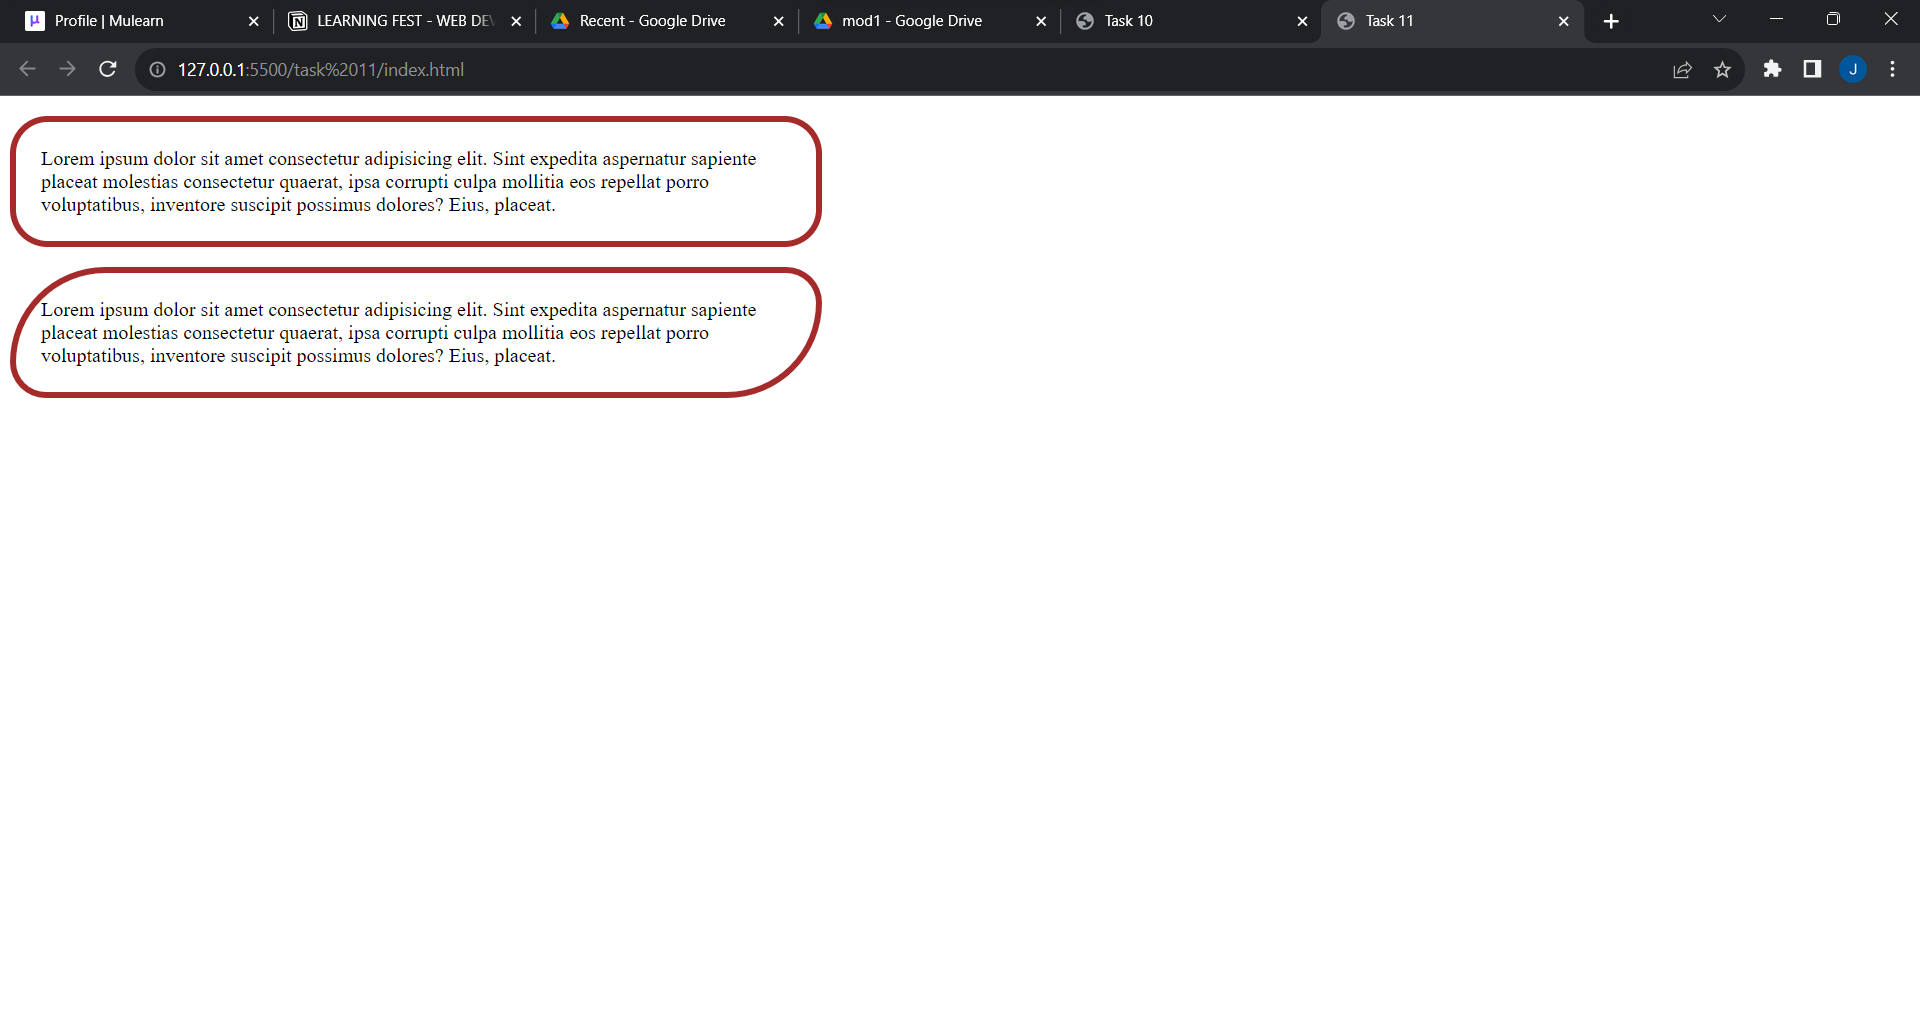 µ Profile | Mulearn
LEARNING FEST - WEB DEV
Recent - Google Drive
mod1 - Google Drive
Task 10
Task 11
127.0.0.1:5500/task%2011/index.html
J
Lorem ipsum dolor sit amet consectetur adipisicing elit. Sint expedita aspernatur sapiente
placeat molestias consectetur quaerat, ipsa corrupti culpa mollitia eos repellat porro
voluptatibus, inventore suscipit possimus dolores? Eius, placeat.
Lorem ipsum dolor sit amet consectetur adipisicing elit. Sint expedita aspernatur sapiente
placeat molestias consectetur quaerat, ipsa corrupti culpa mollitia eos repellat porro
voluptatibus, inventore suscipit possimus dolores? Eius, placeat.